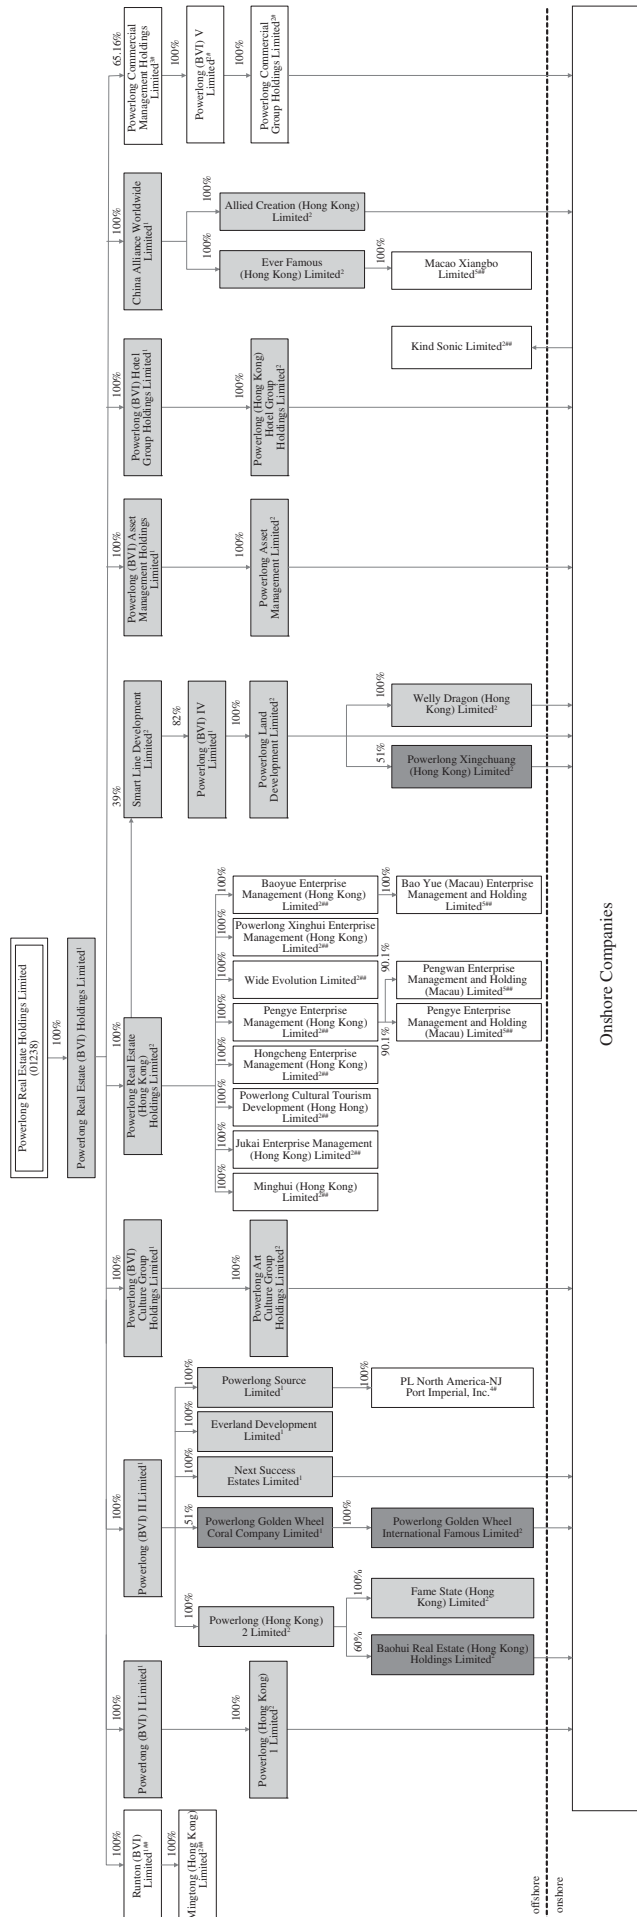 Powerlong Real Estate Holdings Limited
(01238)
100%
Powerlong Real Estate (BVI) Holdings Limited¹
100%
Runton (BVI)
Limited¹##
100%
Mingtong (Hong Kong)
Limited²##
100%
Powerlong (BVI) I Limited¹
100%
Powerlong (Hong Kong)
1 Limited²
100%
Powerlong (BVI) II Limited¹
100%
Powerlong (Hong Kong)
2 Limited²
60%
Baohui Real Estate (Hong Kong)
Holdings Limited²
100%
Fame State (Hong
Kong) Limited²
51%
Powerlong Golden Wheel
Coral Company Limited¹
100%
Powerlong Golden Wheel
International Famous Limited²
100%
Next Success
Estates Limited¹
100%
Everland Development
Limited¹
100%
Powerlong Source
Limited¹
100%
PL North America-NJ
Port Imperial, Inc.⁴#
100%
Powerlong (BVI)
Culture Group
Holdings Limited¹
100%
Powerlong Art
Culture Group
Holdings Limited²
100%
Powerlong Real Estate
(Hong Kong)
Holdings Limited²
100%
Minghui (Hong Kong)
Limited²##
100%
Jukai Enterprise Management
(Hong Kong) Limited²##
100%
Powerlong Cultural Tourism
Development (Hong Hong)
Limited²##
100%
Hongcheng Enterprise
Management (Hong Kong)
Limited²##
100%
Pengye Enterprise
Management (Hong Kong)
Limited²##
90.1%
Pengye Enterprise
Management and Holding
(Macau) Limited⁵##
90.1%
Pengwan Enterprise
Management and Holding
(Macau) Limited⁵##
100%
Wide Evolution Limited²##
100%
Powerlong Xinghui Enterprise
Management (Hong Kong)
Limited²##
100%
Baoyue Enterprise
Management (Hong Kong)
Limited²##
100%
Bao Yue (Macau) Enterprise
Management and Holding
Limited⁵##
39%
Smart Line Development
Limited²
82%
Powerlong (BVI) IV
Limited¹
100%
Powerlong Land
Development Limited²
51%
Powerlong Xingchuang
(Hong Kong) Limited²
100%
Welly Dragon (Hong
Kong) Limited²
100%
Powerlong (BVI) Asset
Management Holdings
Limited¹
100%
Powerlong Asset
Management Limited²
100%
Powerlong (BVI) Hotel
Group Holdings Limited¹
100%
Powerlong (Hong Kong)
Hotel Group
Holdings Limited²
Kind Sonic Limited²##
100%
China Alliance Worldwide
Limited¹
100%
Ever Famous
(Hong Kong) Limited²
100%
Macao Xiangbo
Limited⁵##
100%
Allied Creation (Hong Kong)
Limited²
65.16%
Powerlong Commercial
Management Holdings
Limited³#
100%
Powerlong (BVI) V
Limited¹#
100%
Powerlong Commercial
Group Holdings Limited²#
offshore
onshore
Onshore Companies